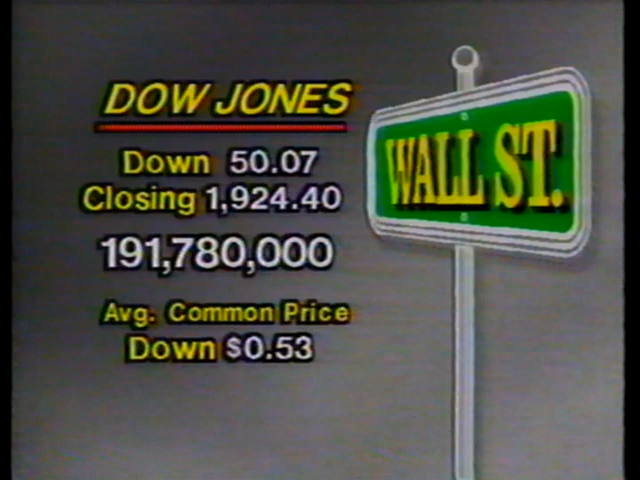 DOW JONES
Down 50.07
Closing 1,924.40
191,780,000
Avg. Common Price
Down $0.53
WALL ST.